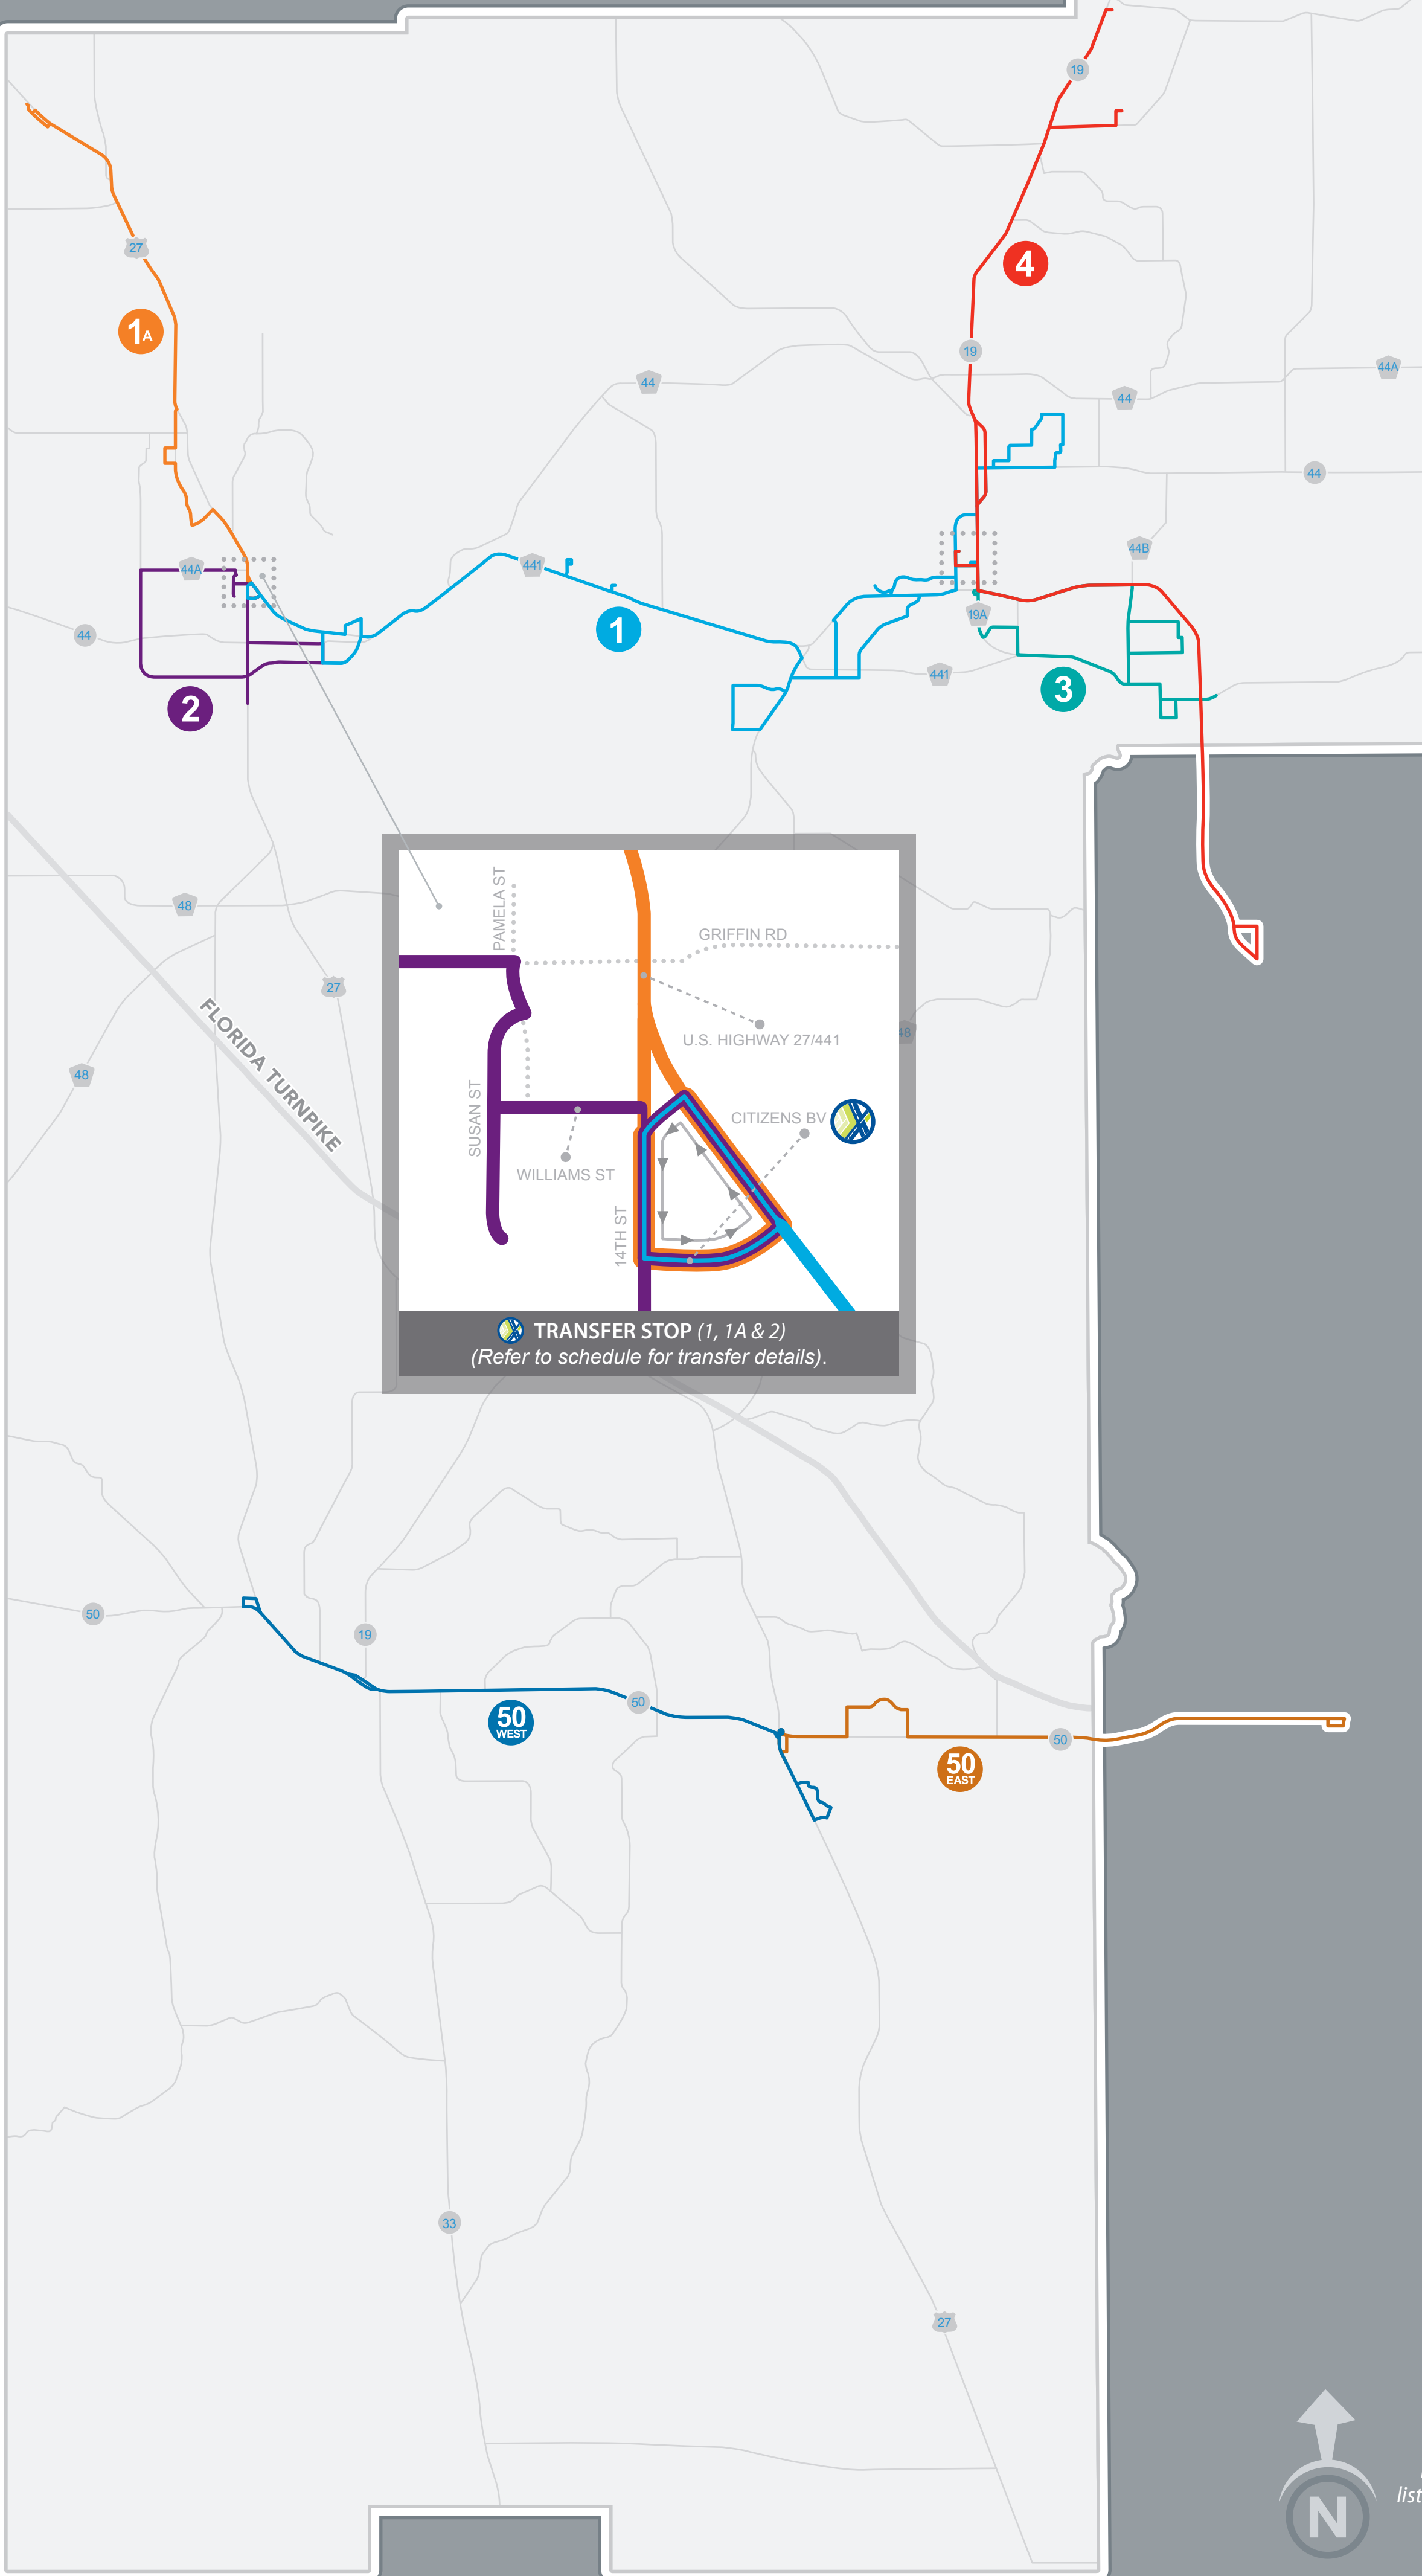 19
27
4
1A
19
44
44A
44
44
44A
441
44B
44
19A
1
441
3
2
48
27
FLORIDA TURNPIKE
48
48
PAMELA ST
GRIFFIN RD
U.S. HIGHWAY 27/441
SUSAN ST
CITIZENS BV
WILLIAMS ST
14TH ST
TRANSFER STOP (1, 1A & 2)
(Refer to schedule for transfer details).
50
19
50
50
WEST
50
50
EAST
33
27
list
N